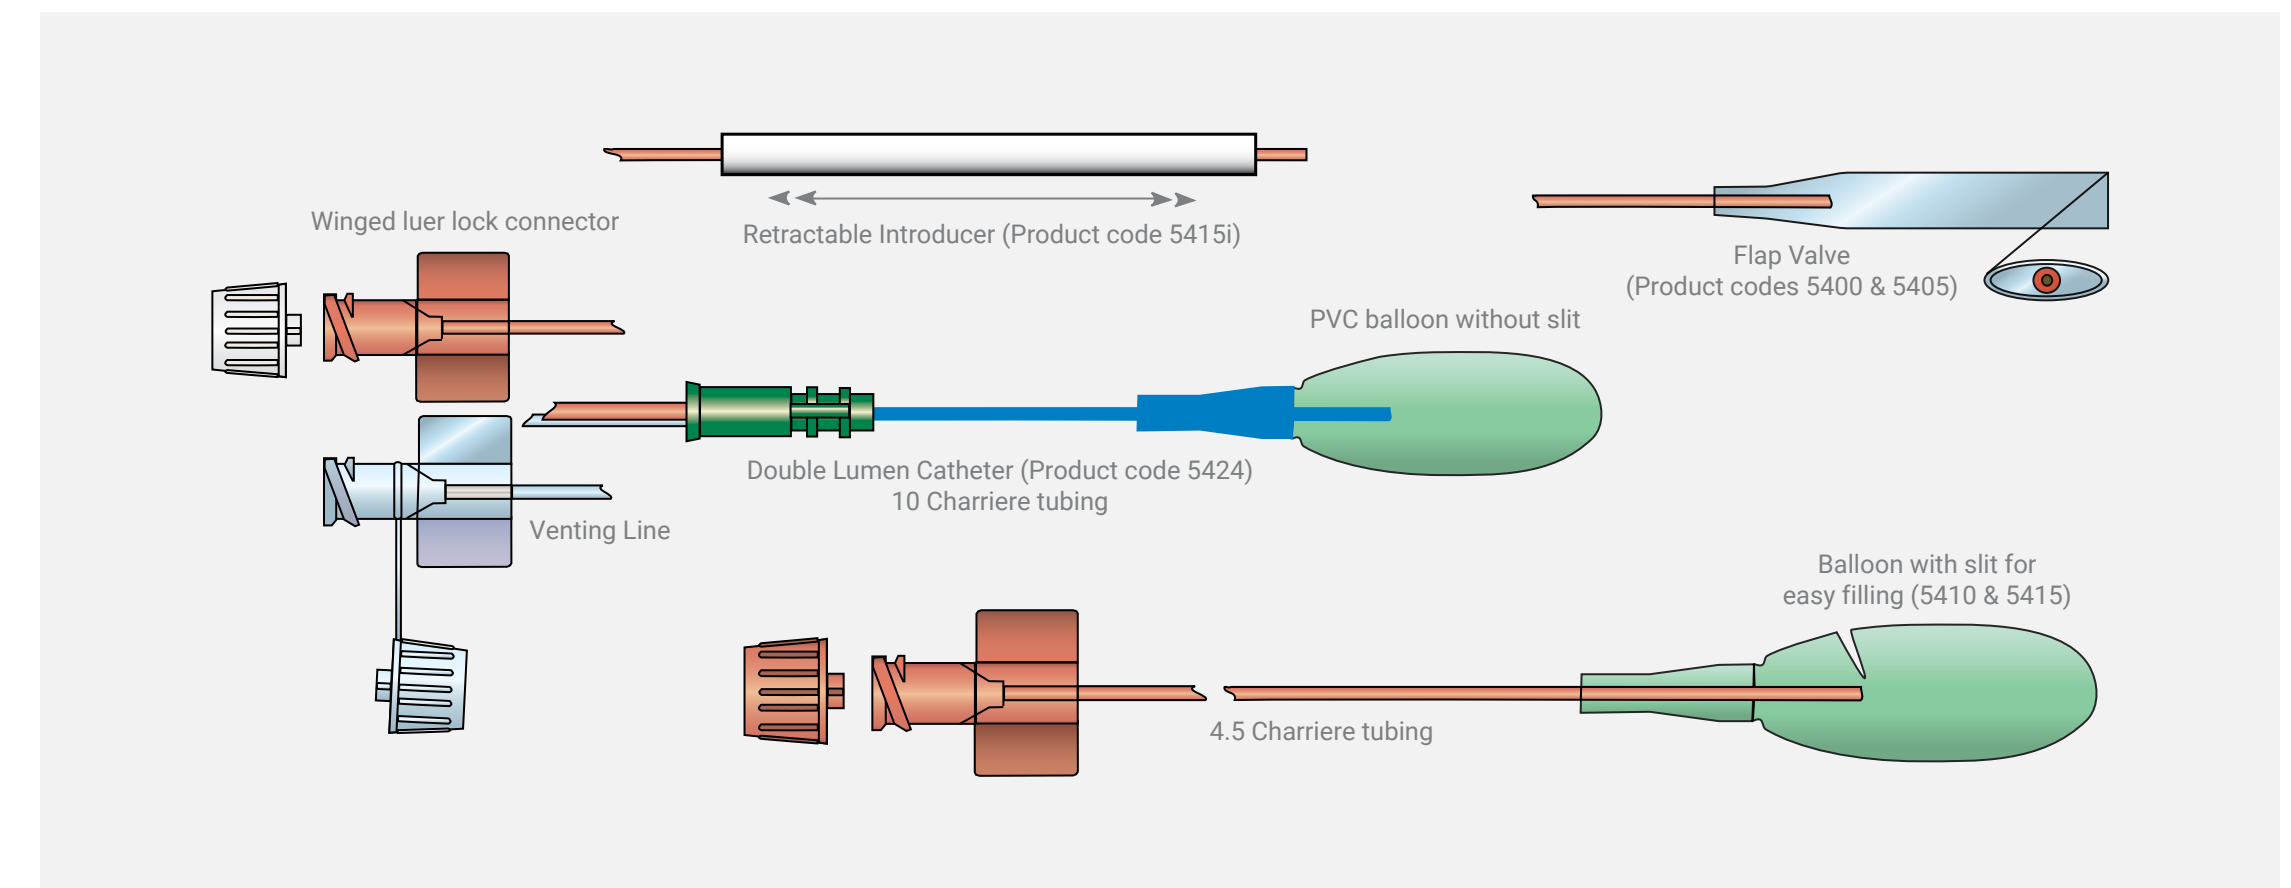 Winged luer lock connector
Retractable Introducer (Product code 5415i)
Flap Valve
(Product codes 5400 & 5405)
PVC balloon without slit
Double Lumen Catheter (Product code 5424)
10 Charriere tubing
Venting Line
Balloon with slit for
easy filling (5410 & 5415)
4.5 Charriere tubing